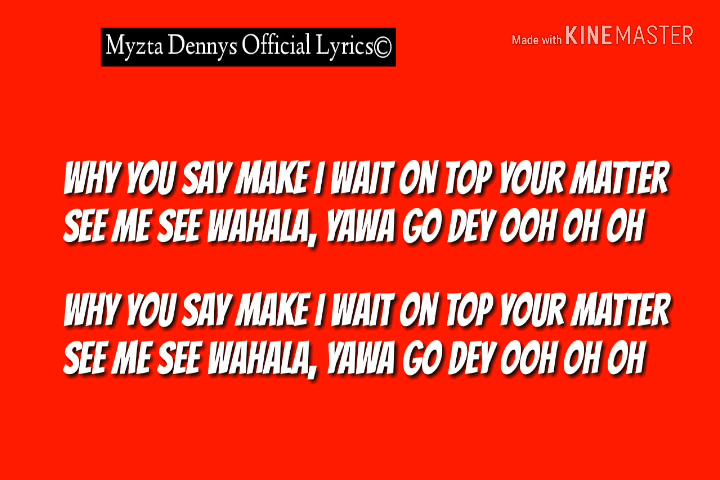 Myzta Dennys Official Lyrics©
Made with KINEMASTER
WHY YOU SAY MAKE I WAIT ON TOP YOUR MATTER
SEE ME SEE WAHALA, YAWA GO DEY OOH OH OH
WHY YOU SAY MAKE I WAIT ON TOP YOUR MATTER
SEE ME SEE WAHALA, YAWA GO DEY OOH OH OH